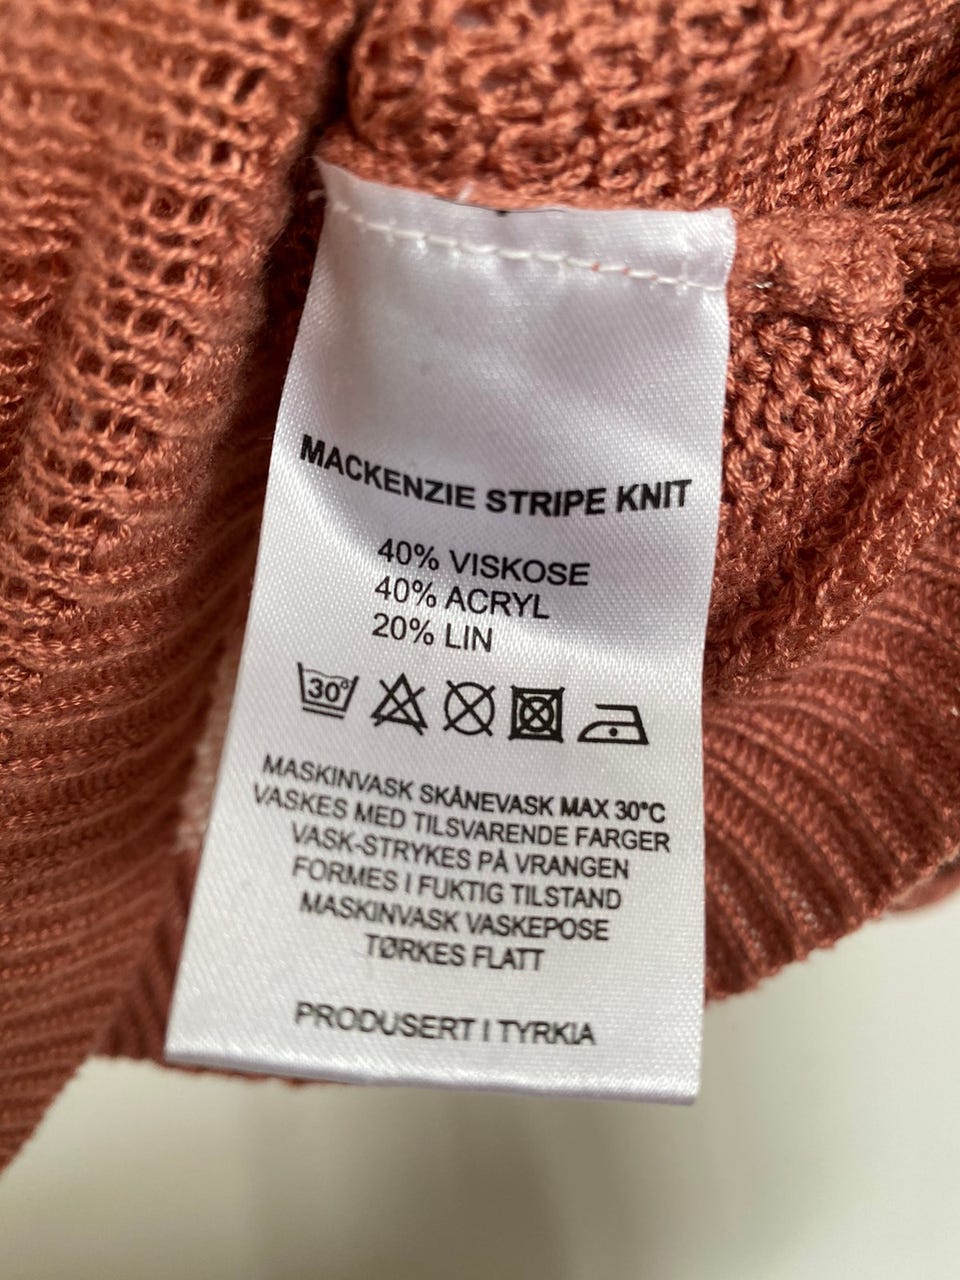 MACKENZIE STRIPE KNIT
40% VISKOSE
40% ACRYL
20% LIN
30°
MASKINVASK SKÅNEVASK MAX 30°C
VASKES MED TILSVARENDE FARGER
VASK-STRYKES PÅ VRANGEN
FORMES I FUKTIG TILSTAND
MASKINVASK VASKEPOSE
TØRKES FLATT
PRODUSERT I TYRKIA